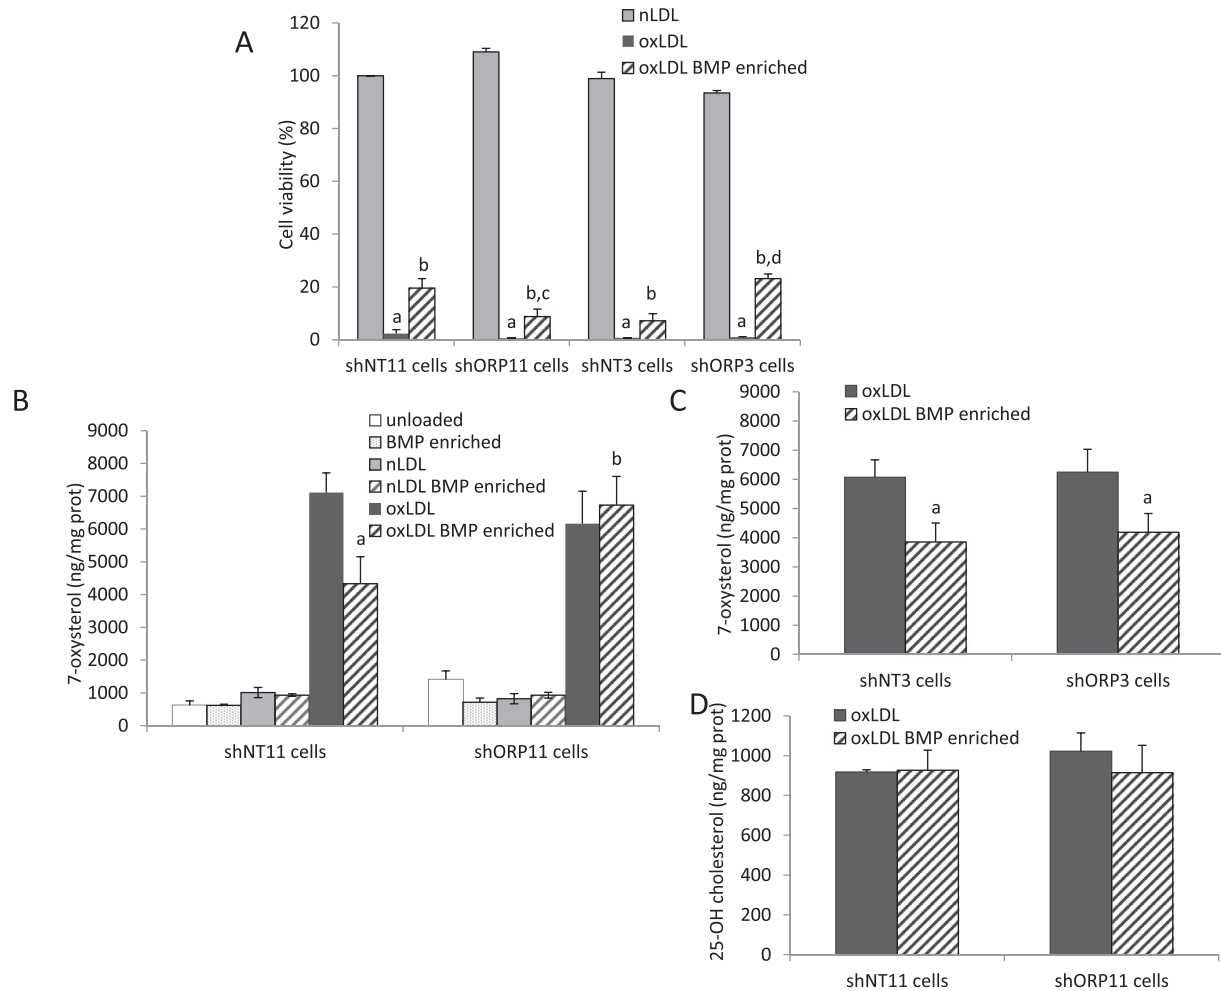 A
nLDL
oxLDL
oxLDL BMP enriched
Cell viability (%)
120
100
80
60
40
20
0
a
b
a
b,c
a
b
a
b,d
shNT11 cells
shORP11 cells
shNT3 cells
shORP3 cells
B
unloaded
BMP enriched
nLDL
nLDL BMP enriched
oxLDL
oxLDL BMP enriched
7-oxysterol (ng/mg prot)
9000
8000
7000
6000
5000
4000
3000
2000
1000
0
a
b
shNT11 cells
shORP11 cells
C
oxLDL
oxLDL BMP enriched
7-oxysterol (ng/mg prot)
9000
8000
7000
6000
5000
4000
3000
2000
1000
0
a
a
shNT3 cells
shORP3 cells
D
oxLDL
oxLDL BMP enriched
25-OH cholesterol (ng/mg prot)
1200
1000
800
600
400
200
0
shNT11 cells
shORP11 cells